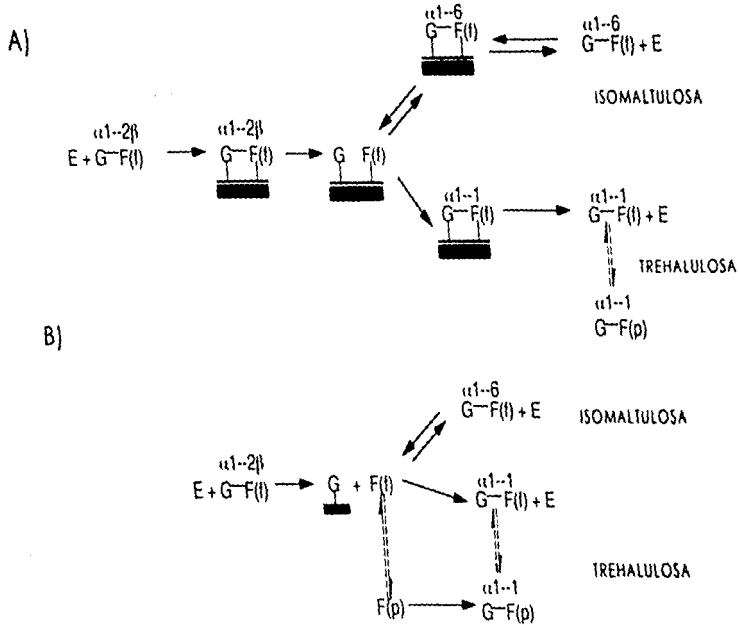 A)
α1--6
G—F(f)
α1--6
G—F(f) + E
ISOMALTULOSA
α1--2β
E + G—F(f)
α1--2β
G—F(f)
G F(f)
α1--1
G—F(f)
α1--1
G—F(f) + E
TREHALULOSA
α1--1
G—F(p)
B)
α1--6
G—F(f) + E
ISOMALTULOSA
α1--2β
E + G—F(f)
G + F(f)
α1--1
G—F(f) + E
TREHALULOSA
F(p)
α1--1
G—F(p)